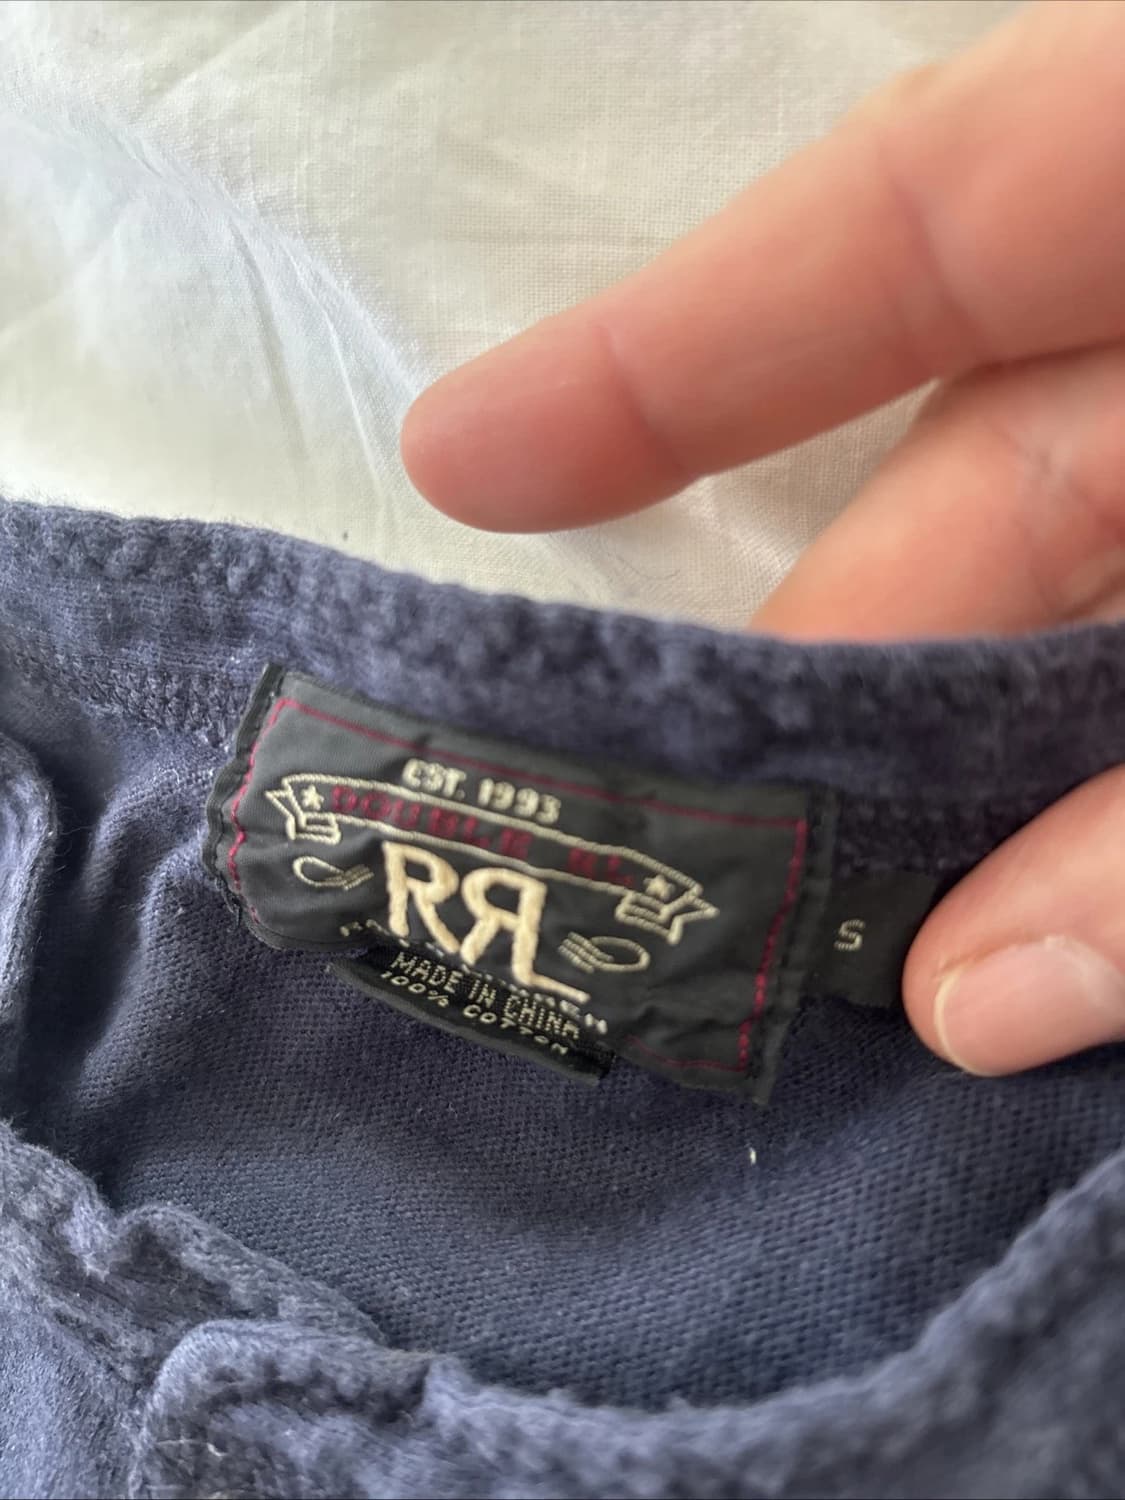 EST. 1993
DOUBLE RL
RRL
MADE IN CHINA
100% COTTON
S